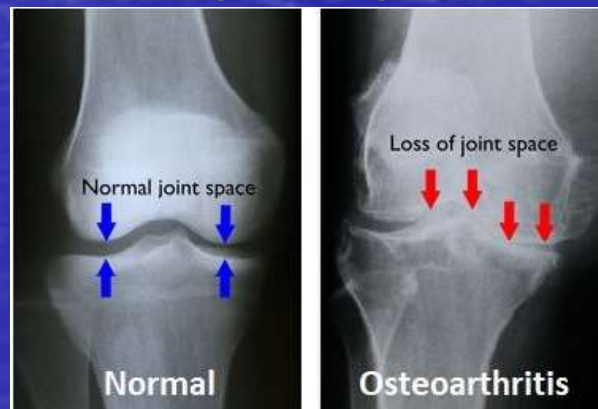 Normal joint space
Normal
Loss of joint space
Osteoarthritis